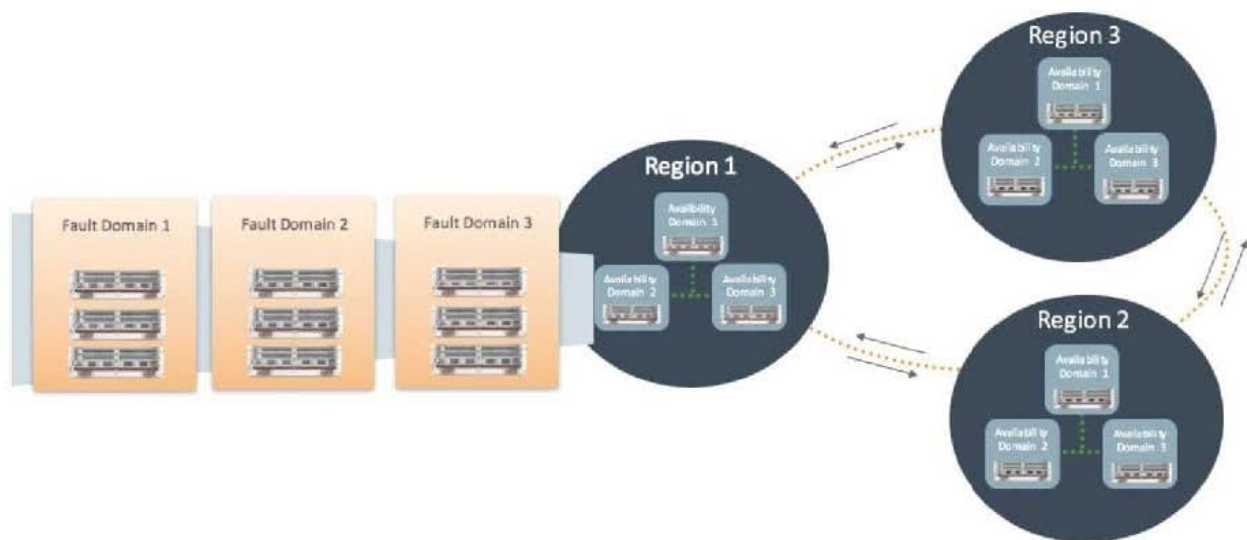 Fault Domain 1
Fault Domain 2
Fault Domain 3
Region 1
Availbility
Domain
Availability
Domain 2
Availability
Domain 3
Region 3
Availability
Domain 1
Availability
Domain 2
Availability
Domain 3
Region 2
Availability
Domain 1
Availability
Domain 2
Availability
Domain 3